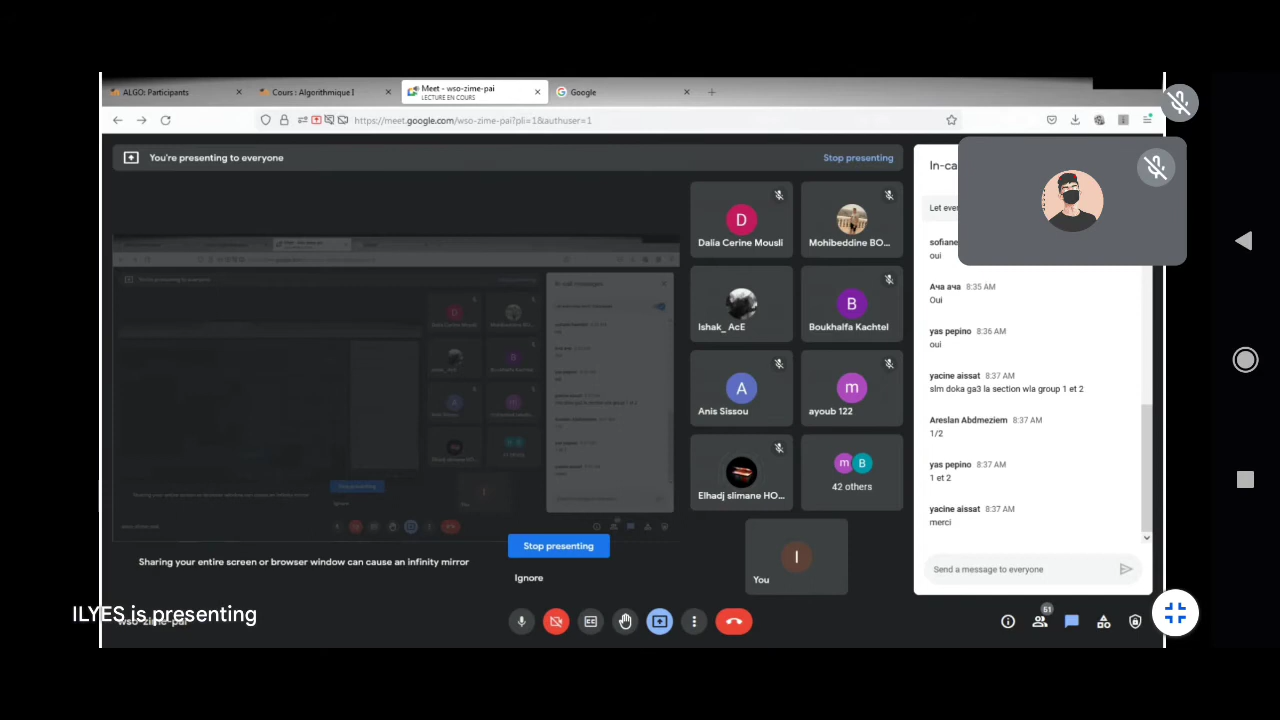 ALGO: Participants
Cours : Algorithmique I
Meet - wso-zime-pai
LECTURE EN COURS
Google
https://meet.google.com/wso-zime-pai?pli=1&authuser=1
You're presenting to everyone
Stop presenting
Dalia Cerine Mousli
Mohibeddine BO...
Ishak_ AcE
Boukhalfa Kachtel
Anis Sissou
ayoub 122
Elhadj slimane HO...
42 others
You
Sharing your entire screen or browser window can cause an infinity mirror
Stop presenting
Ignore
In-ca
Let eve
sofiane
oui
Ача ача 8:35 AM
Oui
yas pepino 8:36 AM
oui
yacine aissat 8:37 AM
slm doka ga3 la section wla group 1 et 2
Areslan Abdmeziem 8:37 AM
1/2
yas pepino 8:37 AM
1 et 2
yacine aissat 8:37 AM
merci
Send a message to everyone
ILYES is presenting
wso-zime-pai
61
D
B
A
m
m B
I